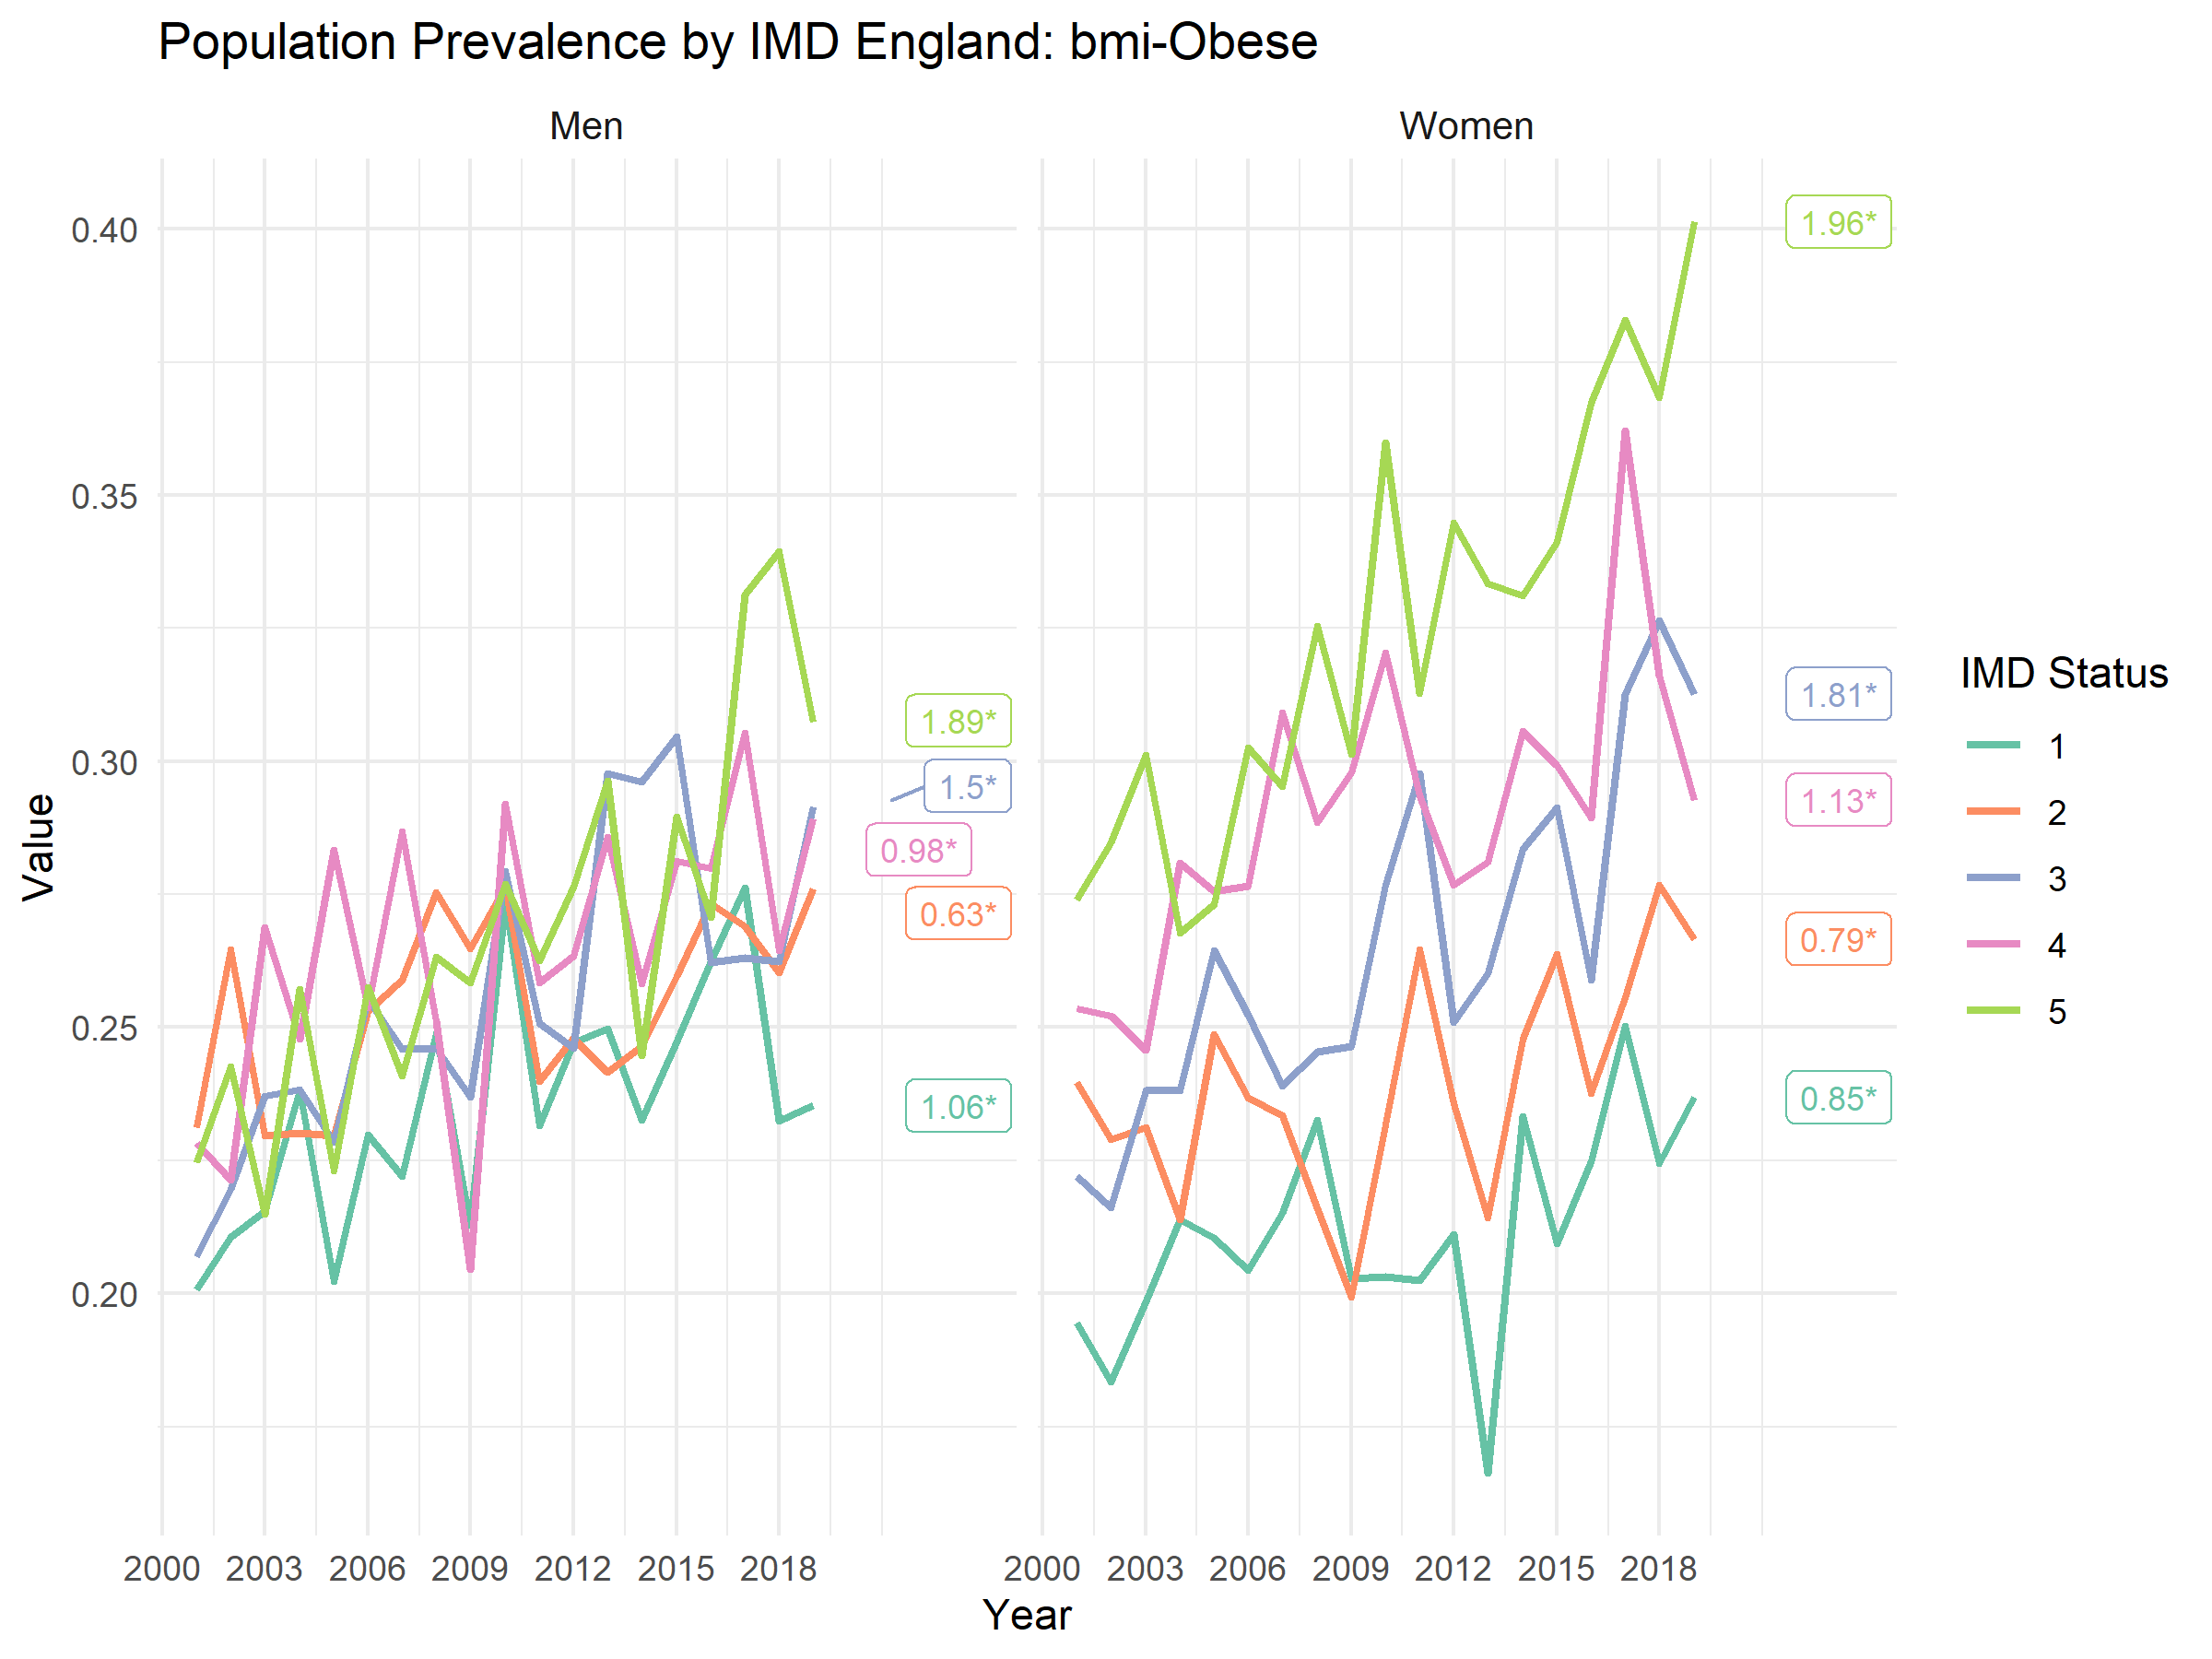 Population Prevalence by IMD England: bmi-Obese
Men
Women
Value
0.40
0.35
0.30
0.25
0.20
1.89*
1.5*
0.98*
0.63*
1.06*
1.96*
1.81*
1.13*
0.79*
0.85*
2000 2003 2006 2009 2012 2015 2018
2000 2003 2006 2009 2012 2015 2018
Year
IMD Status
1
2
3
4
5